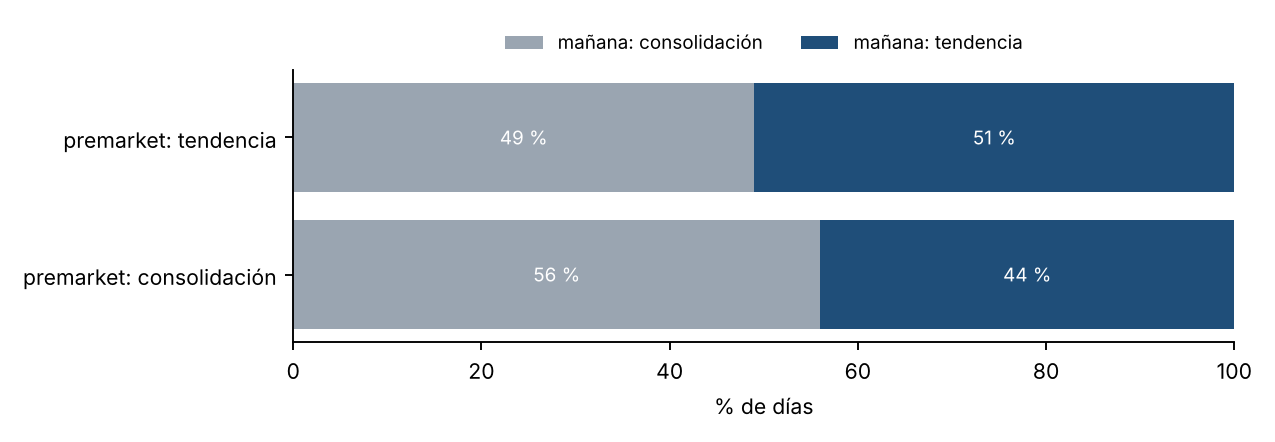 mañana: consolidación mañana: tendencia
premarket: tendencia
49 % 51 %
premarket: consolidación
56 % 44 %
0 20 40 60 80 100
% de días